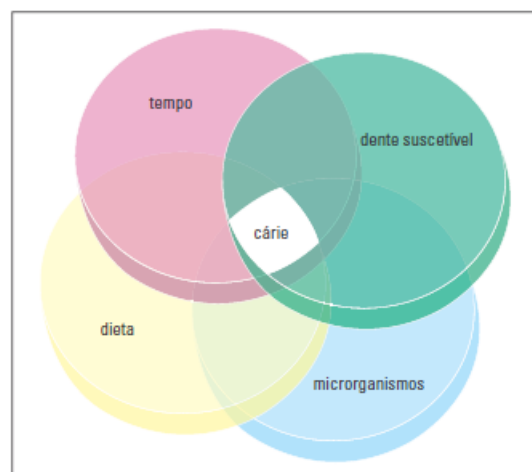 tempo
dente suscetível
cárie
dieta
microrganismos